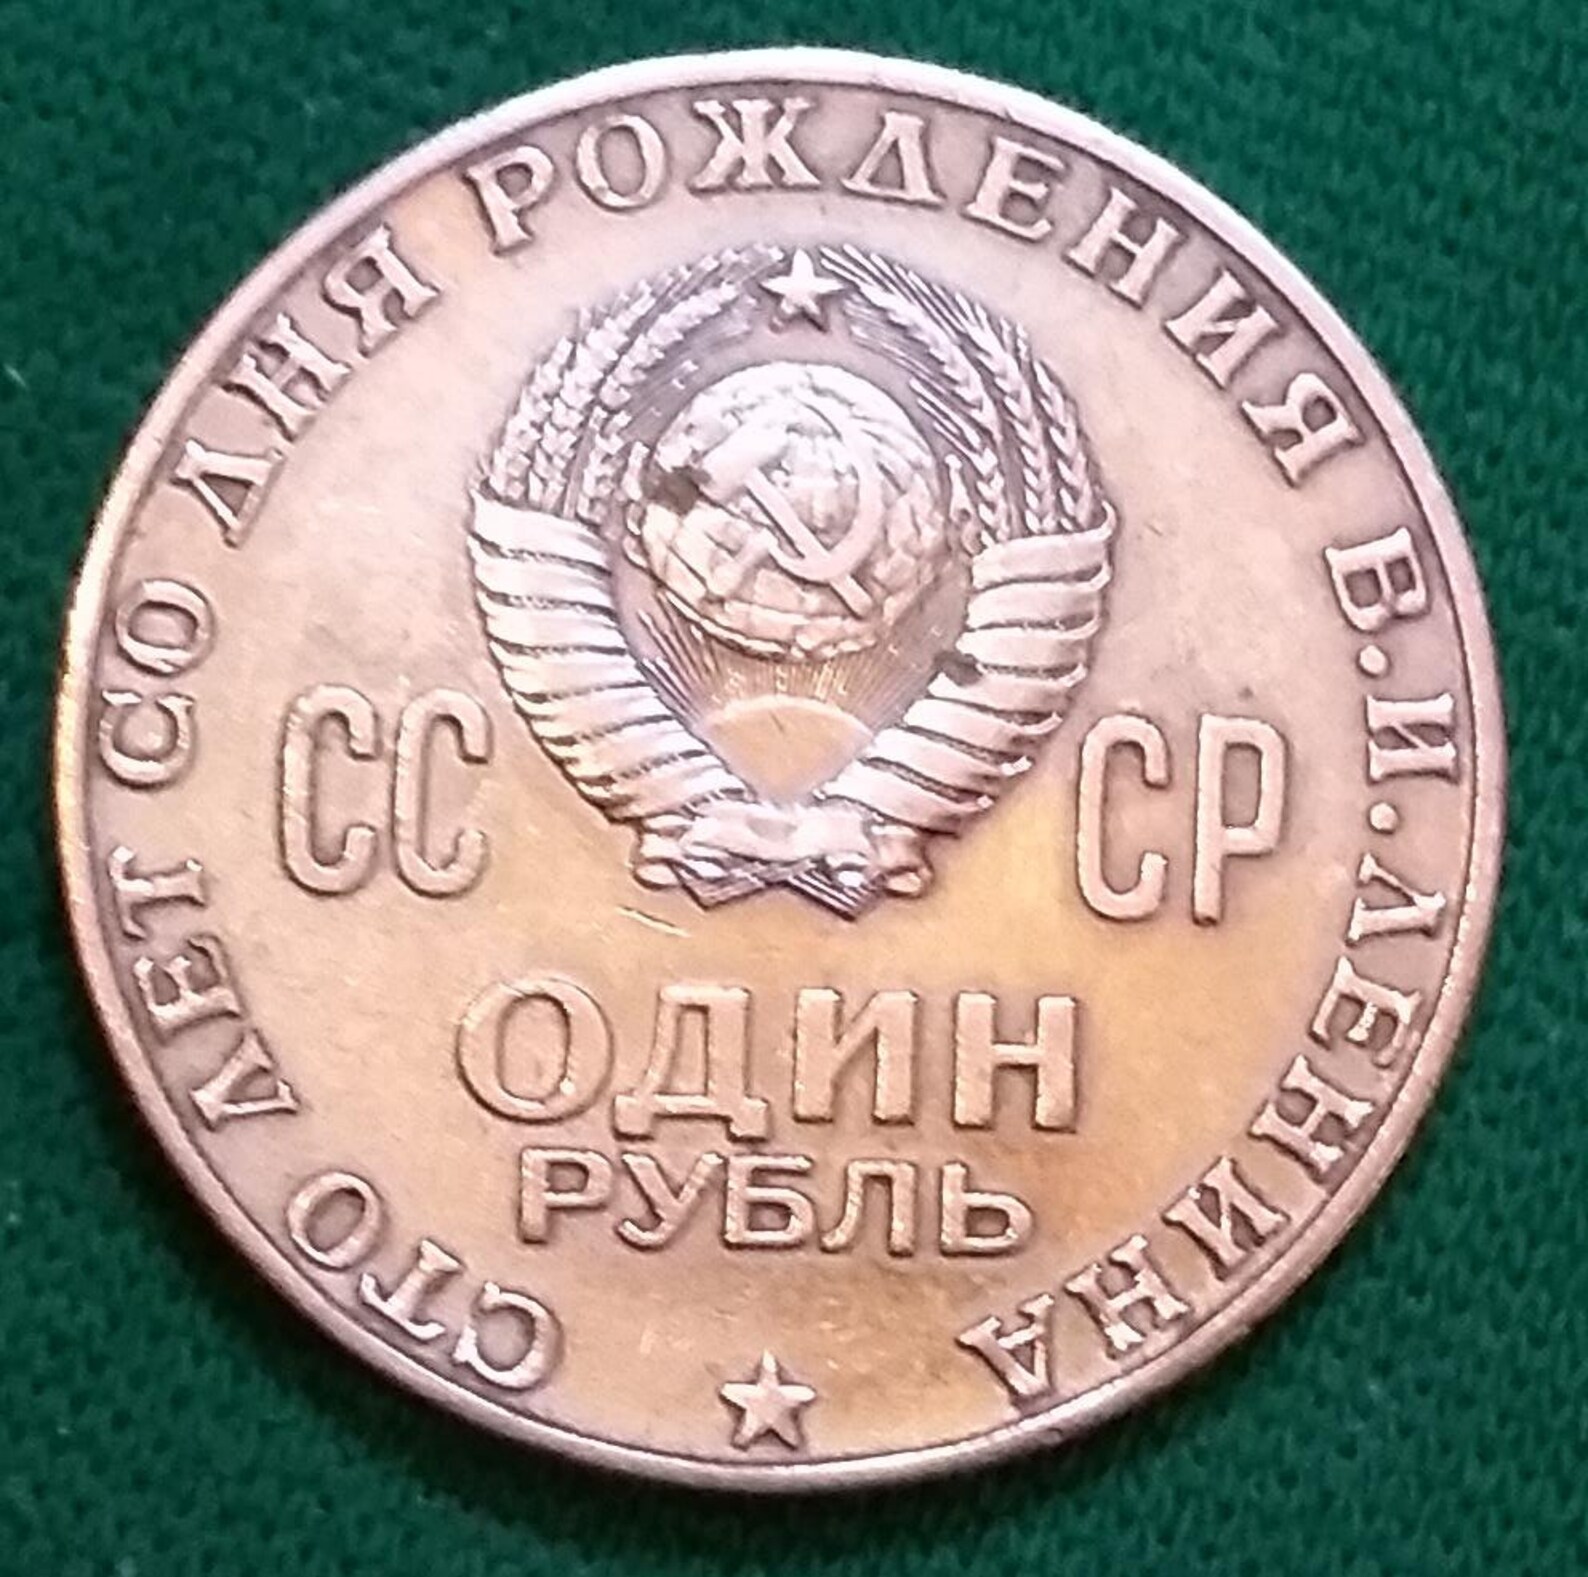 СТО ЛЕТ СО ДНЯ РОЖДЕНИЯ В.И.ЛЕНИНА
СС СР
ОДИН
РУБЛЬ